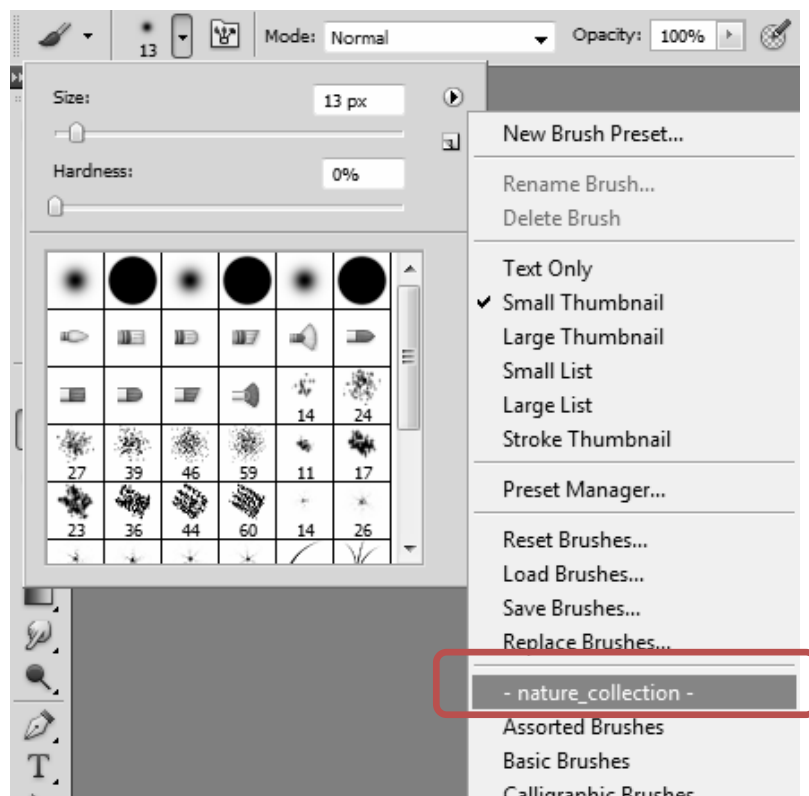 13
Mode: Normal
Opacity: 100%
Size: 13 px
Hardness: 0%
14 24
27 39 46 59 11 17
23 36 44 60 14 26
New Brush Preset...
Rename Brush...
Delete Brush
Text Only
Small Thumbnail
Large Thumbnail
Small List
Large List
Stroke Thumbnail
Preset Manager...
Reset Brushes...
Load Brushes...
Save Brushes...
Replace Brushes...
- nature_collection -
Assorted Brushes
Basic Brushes
Calligraphic Brushes
T